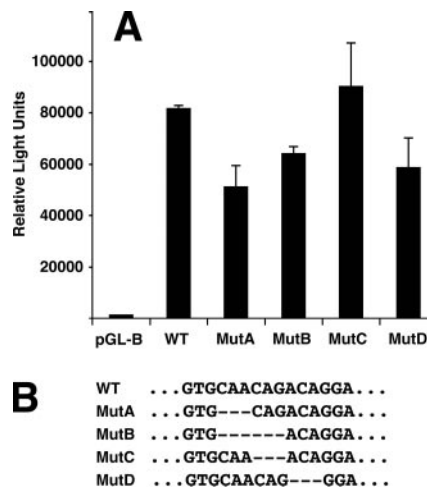 A
Relative Light Units
100000
80000
60000
40000
20000
pGL-B WT MutA MutB MutC MutD
B
WT ...GTGCAACAGACAGGA...
MutA ...GTG---CAGACAGGA...
MutB ...GTG------ACAGGA...
MutC ...GTGCAA---ACAGGA...
MutD ...GTGCAACAG---GGA...